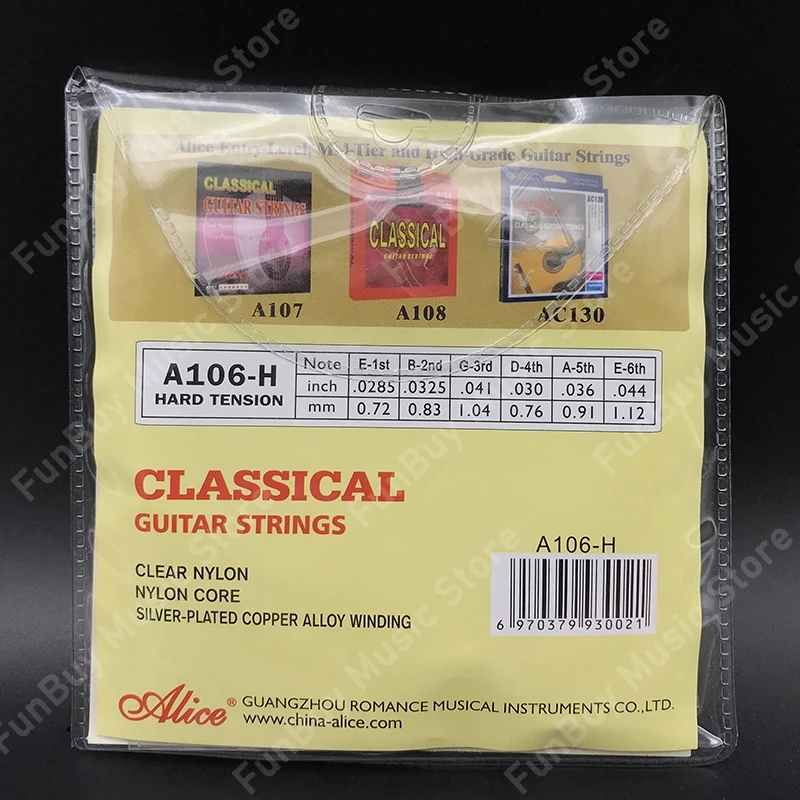 Alice Entry-Level, Mid-Tier and High-Grade Guitar Strings
CLASSICAL
GUITAR STRINGS
CLASSICAL
GUITAR STRINGS
Alice
AC130
CLASSICAL GUITAR STRINGS
A107 A108 AC130
A106-H
HARD TENSION
Note E-1st B-2nd G-3rd D-4th A-5th E-6th
inch .0285 .0325 .041 .030 .036 .044
mm 0.72 0.83 1.04 0.76 0.91 1.12
CLASSICAL
GUITAR STRINGS
CLEAR NYLON
NYLON CORE
SILVER-PLATED COPPER ALLOY WINDING
A106-H
6 970379 930021
Alice® GUANGZHOU ROMANCE MUSICAL INSTRUMENTS CO.,LTD.
www.china-alice.com
FunBuy Music Store